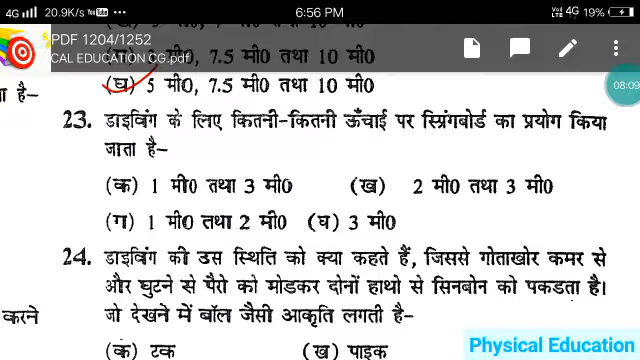 4G 20.9K/s 6:56 PM VoD LTE 4G 19%
PDF 1204/1252
CAL EDUCATION CG.pdf
7.5 मी0 तथा 10 मी0
(घ) 5 मी0, 7.5 मी0 तथा 10 मी0
08:09
ा है-
23. डाइविंग के लिए कितनी-कितनी ऊँचाई पर स्प्रिंगबोर्ड का प्रयोग किया
जाता है-
(क) 1 मी0 तथा 3 मी0 (ख) 2 मी0 तथा 3 मी0
(ग) 1 मी0 तथा 2 मी0 (घ) 3 मी0
24. डाइविंग की उस स्थिति को क्या कहते हैं, जिससे गोताखोर कमर से
और घुटने से पैरो को मोडकर दोनों हाथो से सिनबोन को पकडता है।
करने
जो देखने में बॉल जैसी आकृति लगती है-
Physical Education
(क) टक (ख) पाइक